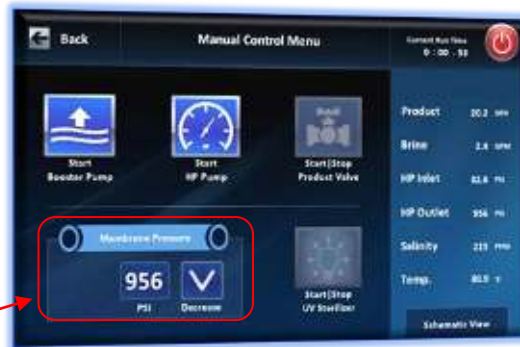 Back
Manual Control Menu
Current Run Time
0 : 00 . 53
Start
Booster Pump
Start
HP Pump
Start|Stop
Product Valve
Membrane Pressure
956
PSI
Decrease
Start|Stop
UV Sterilizer
Product
Brine
HP Inlet
HP Outlet
956 PSI
Salinity
Temp.
Schematic View